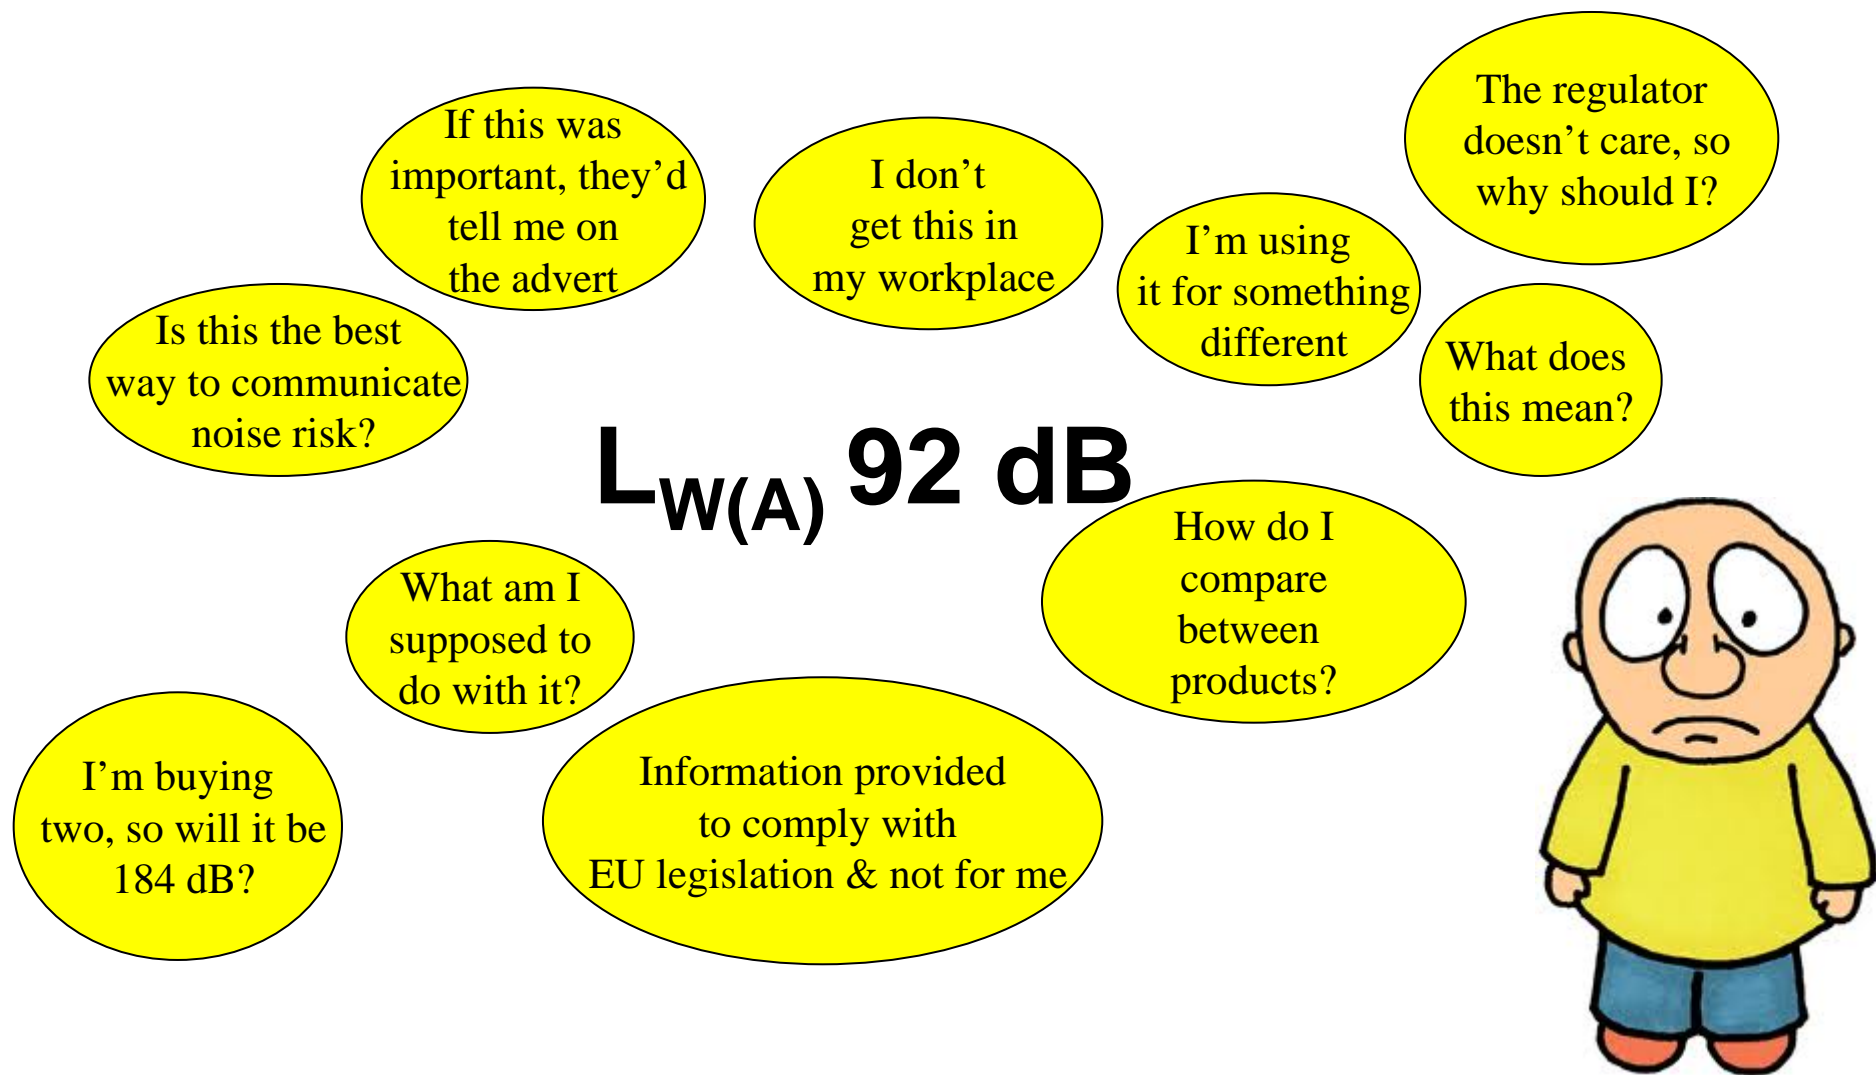 The regulator
doesn't care, so
why should I?
If this was
important, they'd
tell me on
the advert
I don't
get this in
my workplace
I'm using
it for something
different
Is this the best
way to communicate
noise risk?
What does
this mean?
LW(A) 92 dB
How do I
compare
between
products?
What am I
supposed to
do with it?
I'm buying
two, so will it be
184 dB?
Information provided
to comply with
EU legislation & not for me